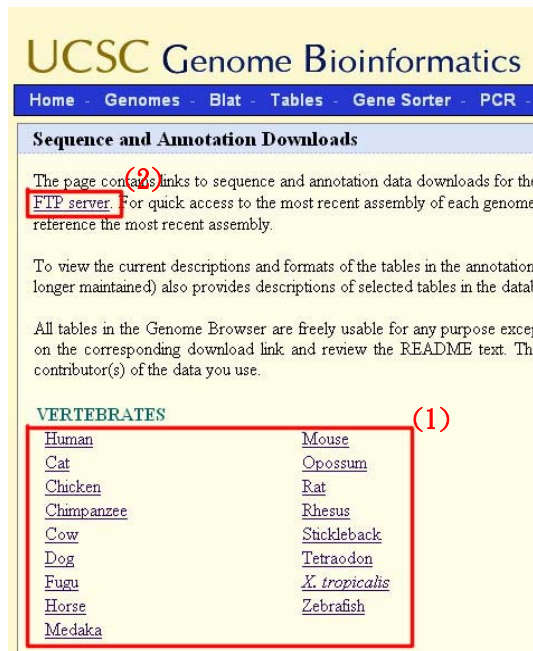 UCSC Genome Bioinformatics
Home - Genomes - Blat - Tables - Gene Sorter - PCR -
Sequence and Annotation Downloads
(2)
The page contains links to sequence and annotation data downloads for the
FTP server. For quick access to the most recent assembly of each genome
reference the most recent assembly.
To view the current descriptions and formats of the tables in the annotation
longer maintained) also provides descriptions of selected tables in the datab
All tables in the Genome Browser are freely usable for any purpose excep
on the corresponding download link and review the README text. Th
contributor(s) of the data you use.
VERTEBRATES
(1)
Human Mouse
Cat Opossum
Chicken Rat
Chimpanzee Rhesus
Cow Stickleback
Dog Tetraodon
Fugu X. tropicalis
Horse Zebrafish
Medaka